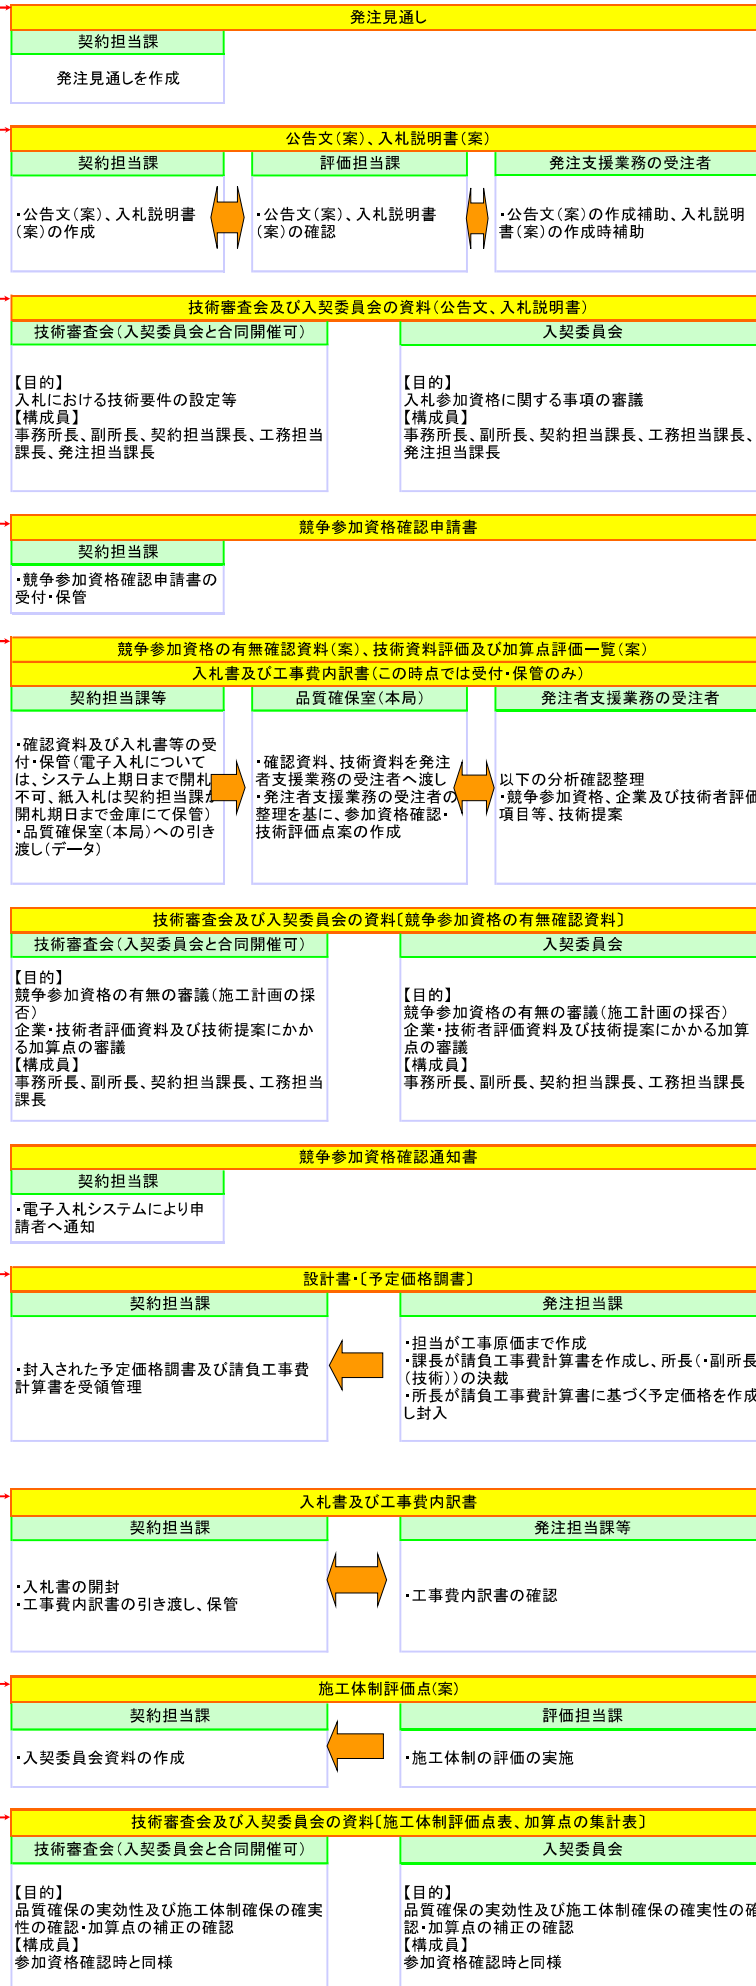 発注見通し
契約担当課
発注見通しを作成
公告文（案）、入札説明書（案）
契約担当課
・公告文（案）、入札説明書
（案）の作成
評価担当課
・公告文（案）、入札説明書
（案）の確認
発注支援業務の受注者
・公告文（案）の作成補助、入札説明
書（案）の作成時補助
技術審査会及び入契委員会の資料（公告文、入札説明書）
技術審査会（入契委員会と合同開催可）
【目的】
入札における技術要件の設定等
【構成員】
事務所長、副所長、契約担当課長、工務担当
課長、発注担当課長
入契委員会
【目的】
入札参加資格に関する事項の審議
【構成員】
事務所長、副所長、契約担当課長、工務担当課長、
発注担当課長
競争参加資格確認申請書
契約担当課
・競争参加資格確認申請書の
受付・保管
競争参加資格の有無確認資料（案）、技術資料評価及び加算点評価一覧（案）
入札書及び工事費内訳書（この時点では受付・保管のみ）
契約担当課等
・確認資料及び入札書等の受
付・保管（電子入札について
は、システム上期日まで開札
不可、紙入札は契約担当課が
開札期日まで金庫にて保管）
・品質確保室（本局）への引き
渡し（データ）
品質確保室（本局）
・確認資料、技術資料を発注
者支援業務の受注者へ渡し
・発注者支援業務の受注者の
整理を基に、参加資格確認・
技術評価点案の作成
発注者支援業務の受注者
以下の分析確認整理
・競争参加資格、企業及び技術者評価
項目等、技術提案
技術審査会及び入契委員会の資料〔競争参加資格の有無確認資料〕
技術審査会（入契委員会と合同開催可）
【目的】
競争参加資格の有無の審議（施工計画の採
否）
企業・技術者評価資料及び技術提案にかか
る加算点の審議
【構成員】
事務所長、副所長、契約担当課長、工務担当
課長
入契委員会
【目的】
競争参加資格の有無の審議（施工計画の採否）
企業・技術者評価資料及び技術提案にかかる加算
点の審議
【構成員】
事務所長、副所長、契約担当課長、工務担当課長
競争参加資格確認通知書
契約担当課
・電子入札システムにより申
請者へ通知
設計書・〔予定価格調書〕
契約担当課
・封入された予定価格調書及び請負工事費
計算書を受領管理
発注担当課
・担当が工事原価まで作成
・課長が請負工事費計算書を作成し、所長（・副所長
（技術））の決裁
・所長が請負工事費計算書に基づく予定価格を作成
し封入
入札書及び工事費内訳書
契約担当課
・入札書の開封
・工事費内訳書の引き渡し、保管
発注担当課等
・工事費内訳書の確認
施工体制評価点（案）
契約担当課
・入契委員会資料の作成
評価担当課
・施工体制の評価の実施
技術審査会及び入契委員会の資料〔施工体制評価点表、加算点の集計表〕
技術審査会（入契委員会と合同開催可）
【目的】
品質確保の実効性及び施工体制確保の確実
性の確認・加算点の補正の確認
【構成員】
参加資格確認時と同様
入契委員会
【目的】
品質確保の実効性及び施工体制確保の確実性の確
認・加算点の補正の確認
【構成員】
参加資格確認時と同様